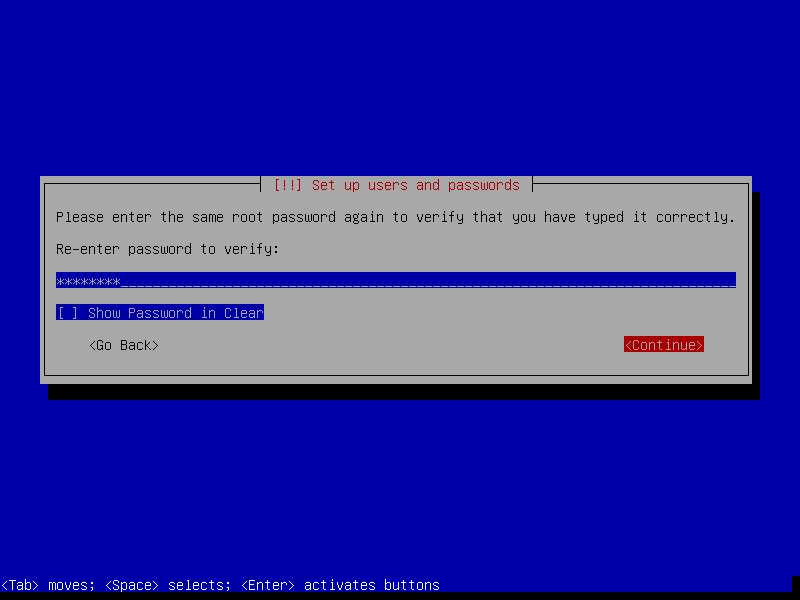 [!!] Set up users and passwords
Please enter the same root password again to verify that you have typed it correctly.
Re-enter password to verify:
********
[ ] Show Password in Clear
<Go Back> <Continue>
<Tab> moves; <Space> selects; <Enter> activates buttons